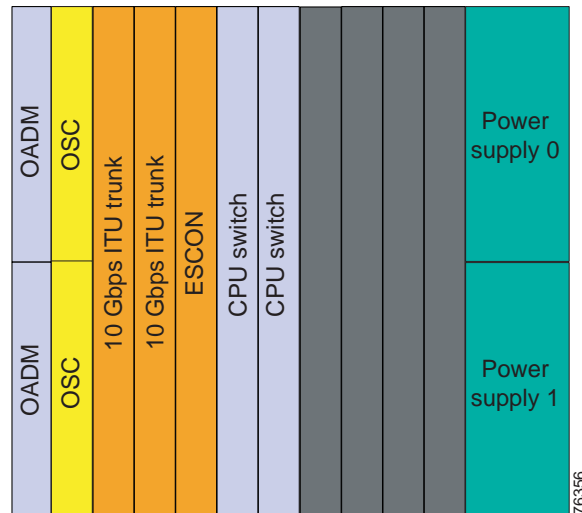 OADM
OSC
10 Gbps ITU trunk
10 Gbps ITU trunk
ESCON
CPU switch
CPU switch
Power
supply 0
OADM
OSC
Power
supply 1
76356